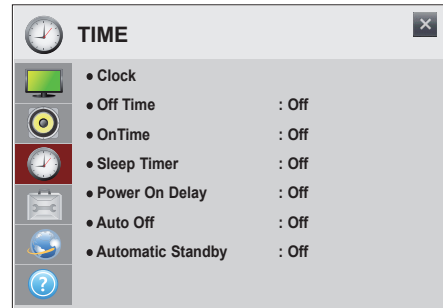 TIME
● Clock
● Off Time : Off
● OnTime : Off
● Sleep Timer : Off
● Power On Delay : Off
● Auto Off : Off
● Automatic Standby : Off
?